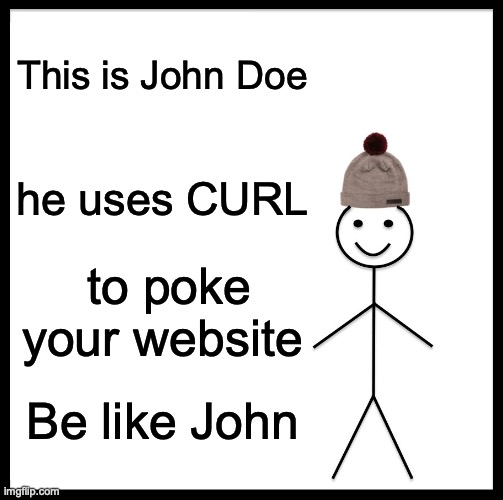 This is John Doe
he uses CURL
to poke
your website
Be like John
imgflip.com